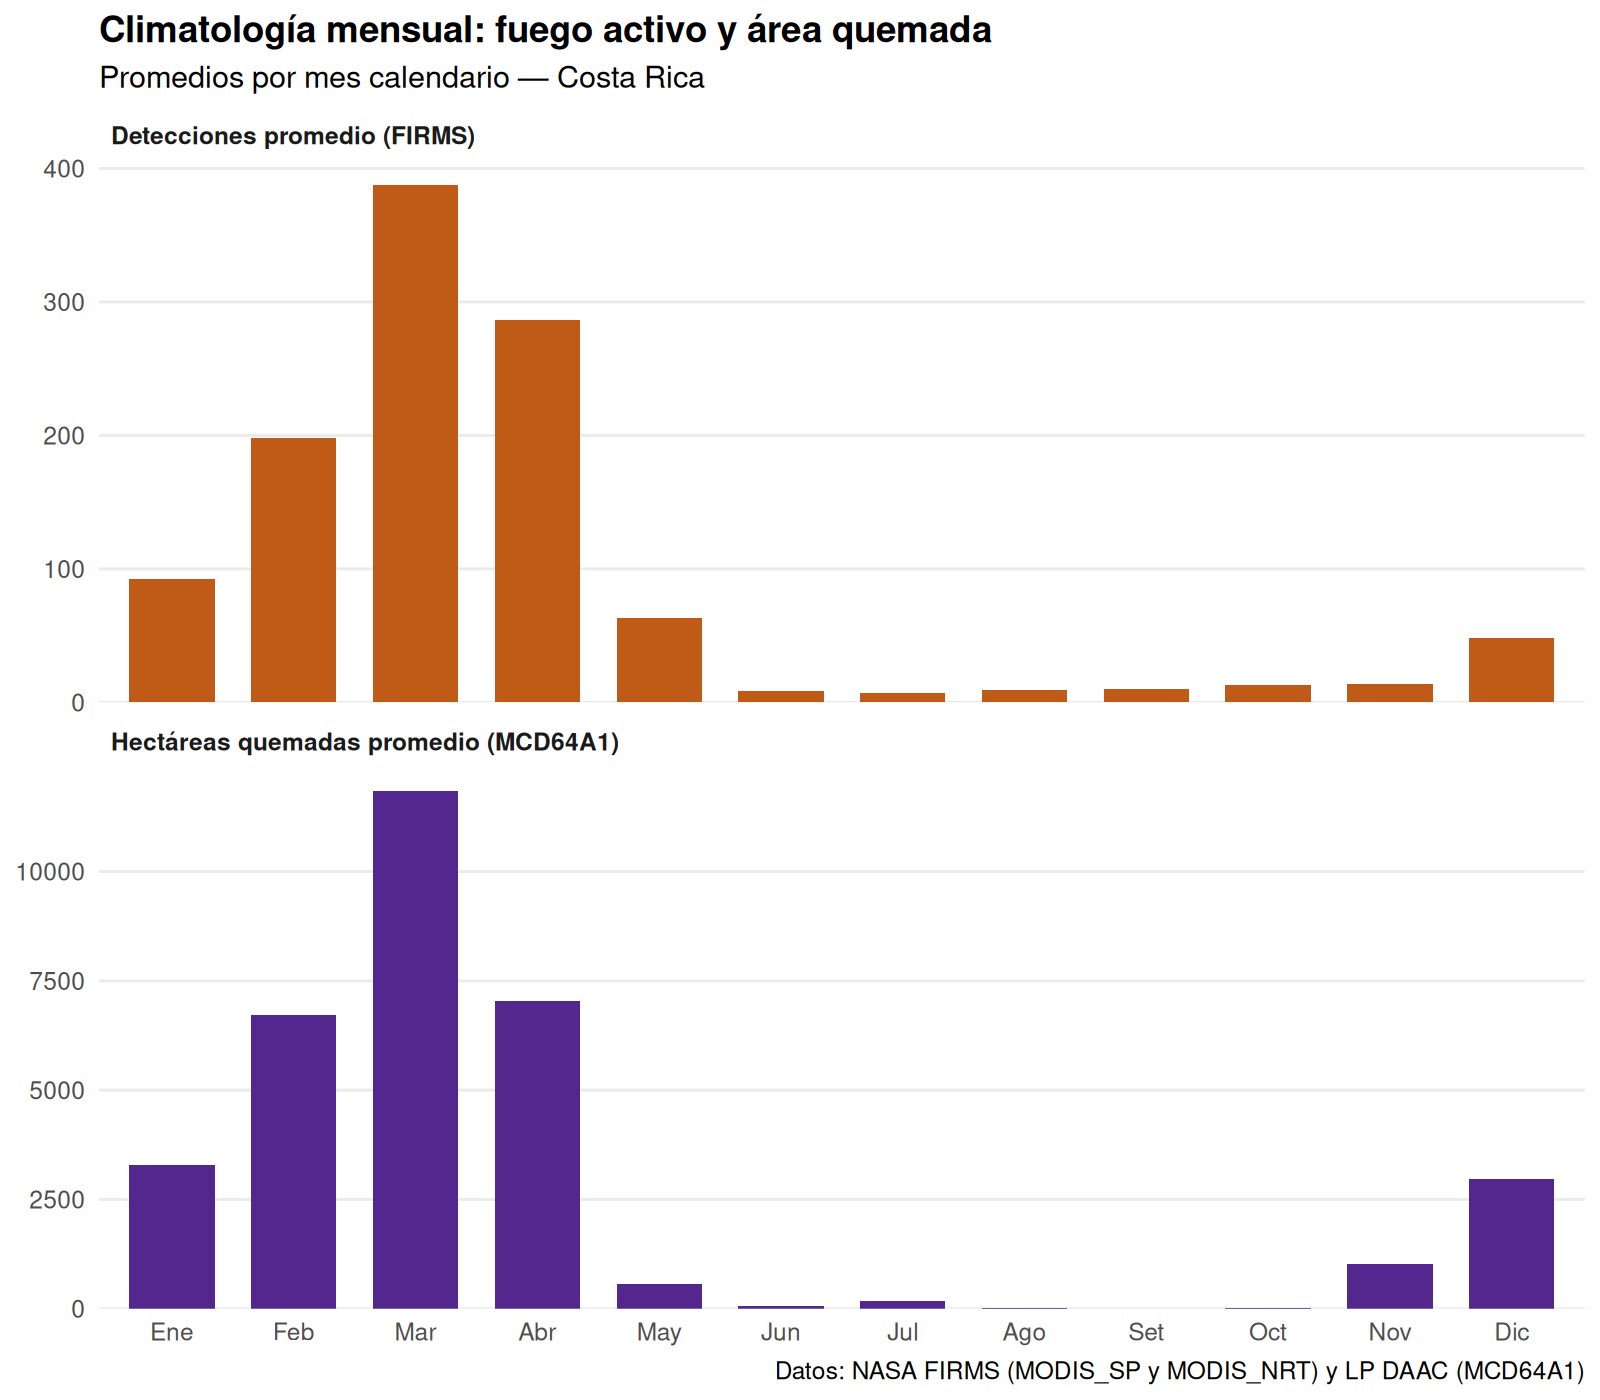 Climatología mensual: fuego activo y área quemada
Promedios por mes calendario — Costa Rica
Detecciones promedio (FIRMS)
400
300
200
100
0
Hectáreas quemadas promedio (MCD64A1)
10000
7500
5000
2500
0
Ene Feb Mar Abr May Jun Jul Ago Set Oct Nov Dic
Datos: NASA FIRMS (MODIS_SP y MODIS_NRT) y LP DAAC (MCD64A1)